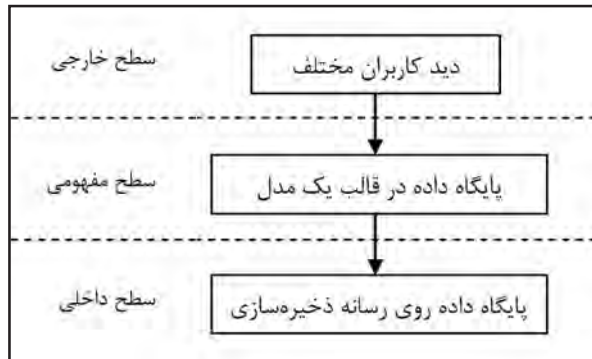 سطح خارجی
دید کاربران مختلف
سطح مفهومی
پایگاه داده در قالب یک مدل
سطح داخلی
پایگاه داده روی رسانه ذخیره‌سازی